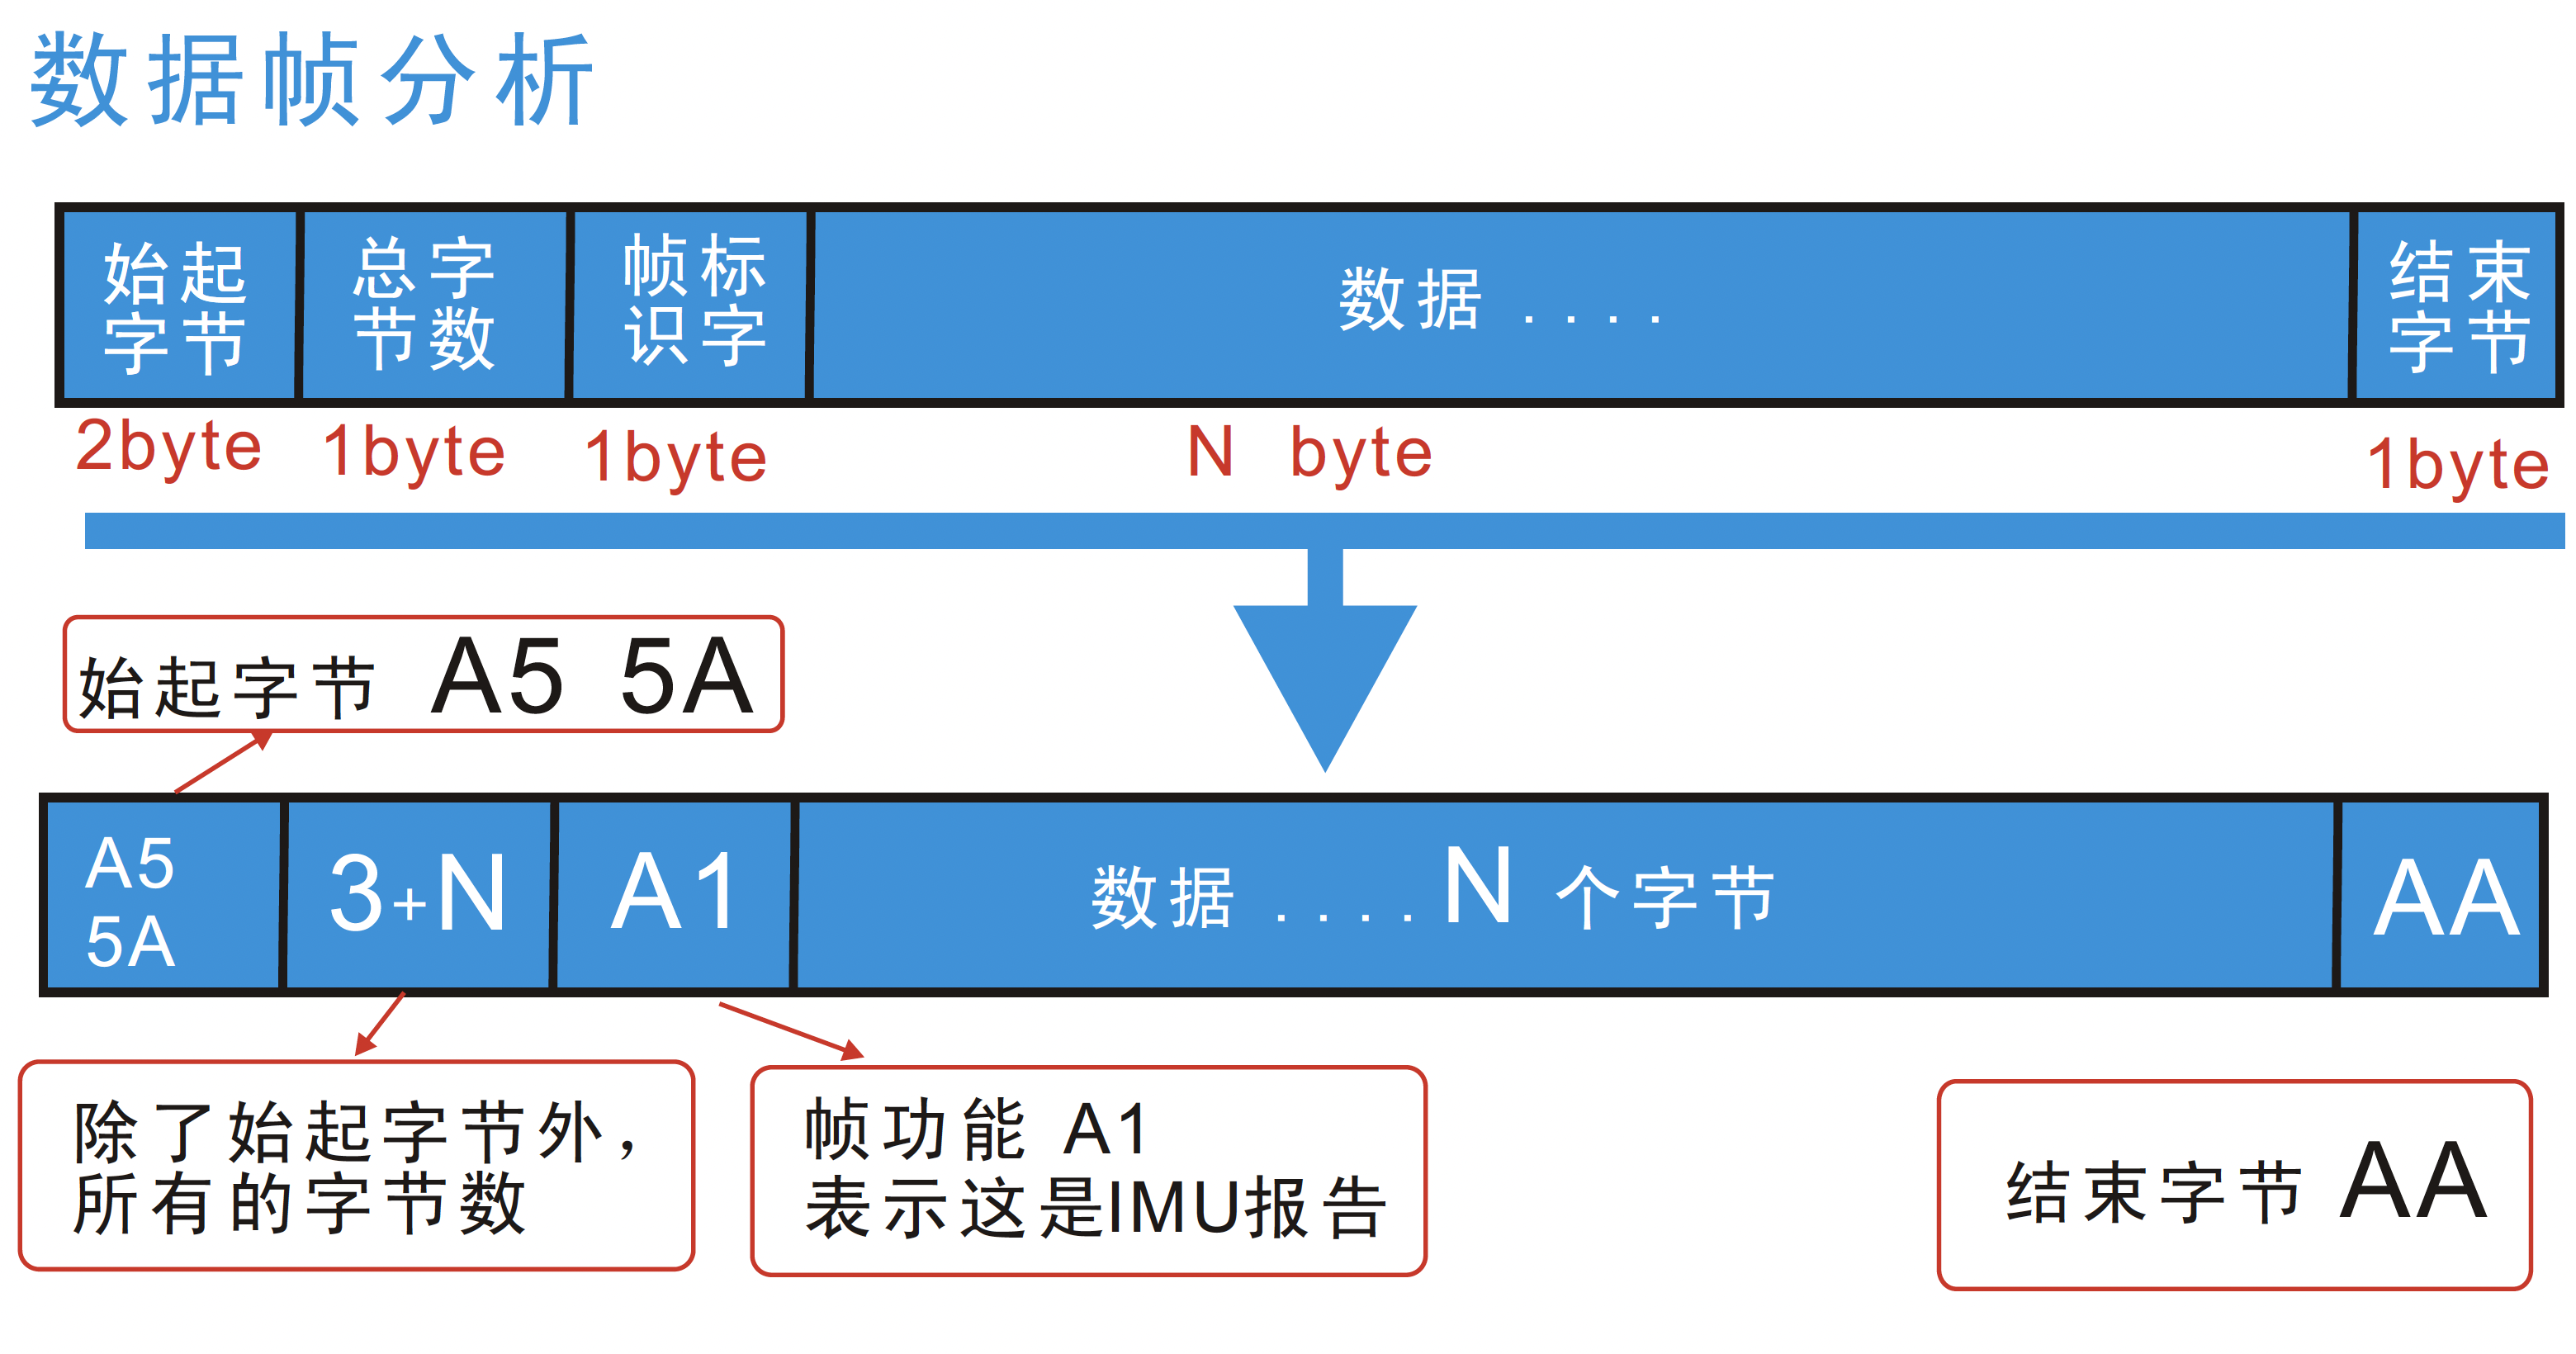 数据帧分析
始起
字节
总字
节数
帧标
识字
数据 ....
结束
字节
2byte
1byte
1byte
N byte
1byte
始起字节 A5 5A
A5
5A
3+N
A1
数据 ....N 个字节
AA
除了始起字节外，
所有的字节数
帧功能 A1
表示这是IMU报告
结束字节 AA